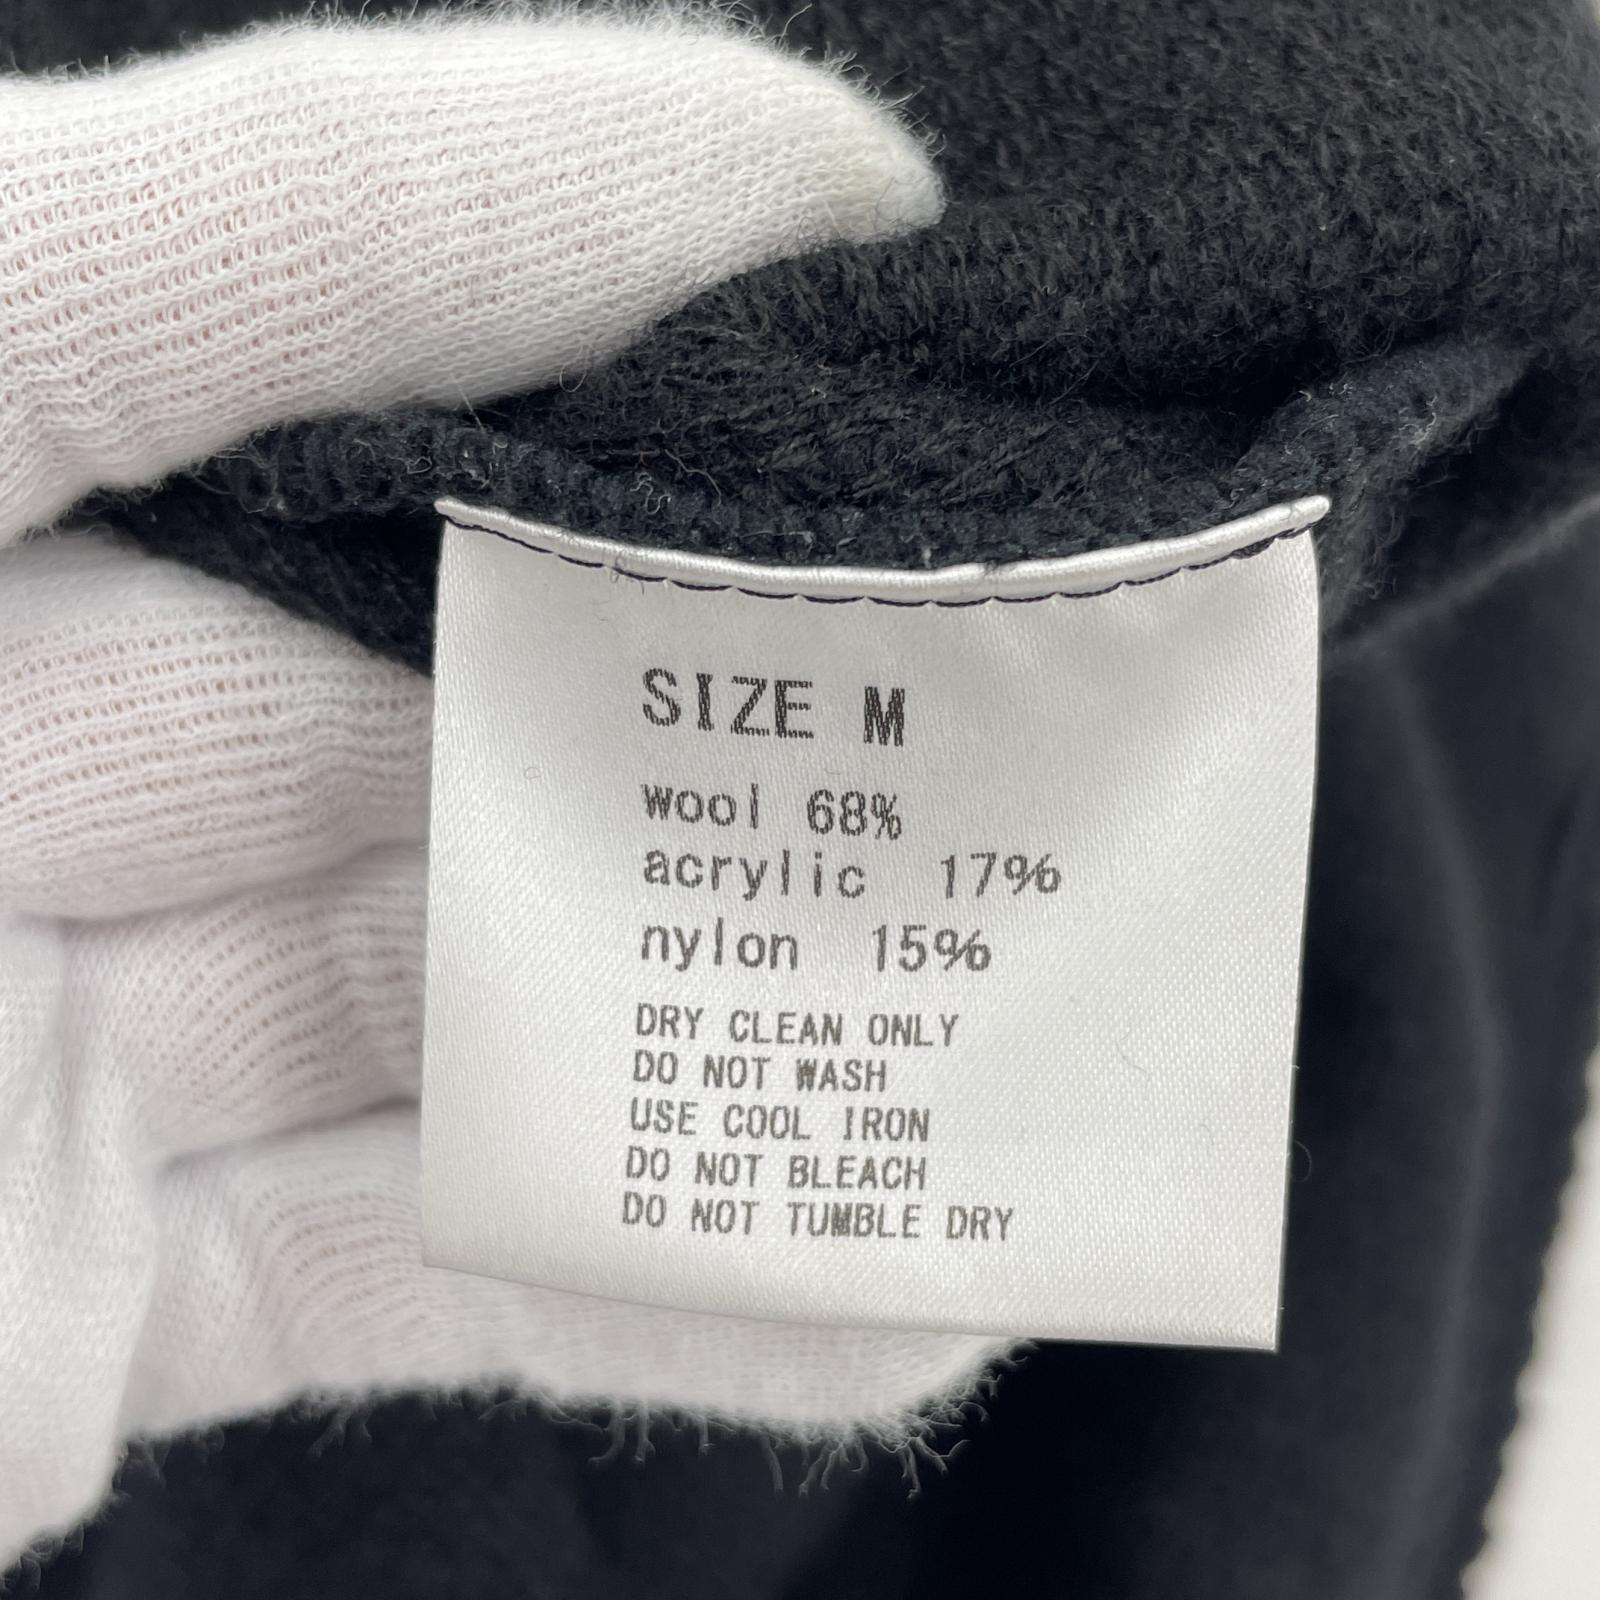 SIZE M
wool 68%
acrylic 17%
nylon 15%
DRY CLEAN ONLY
DO NOT WASH
USE COOL IRON
DO NOT BLEACH
DO NOT TUMBLE DRY